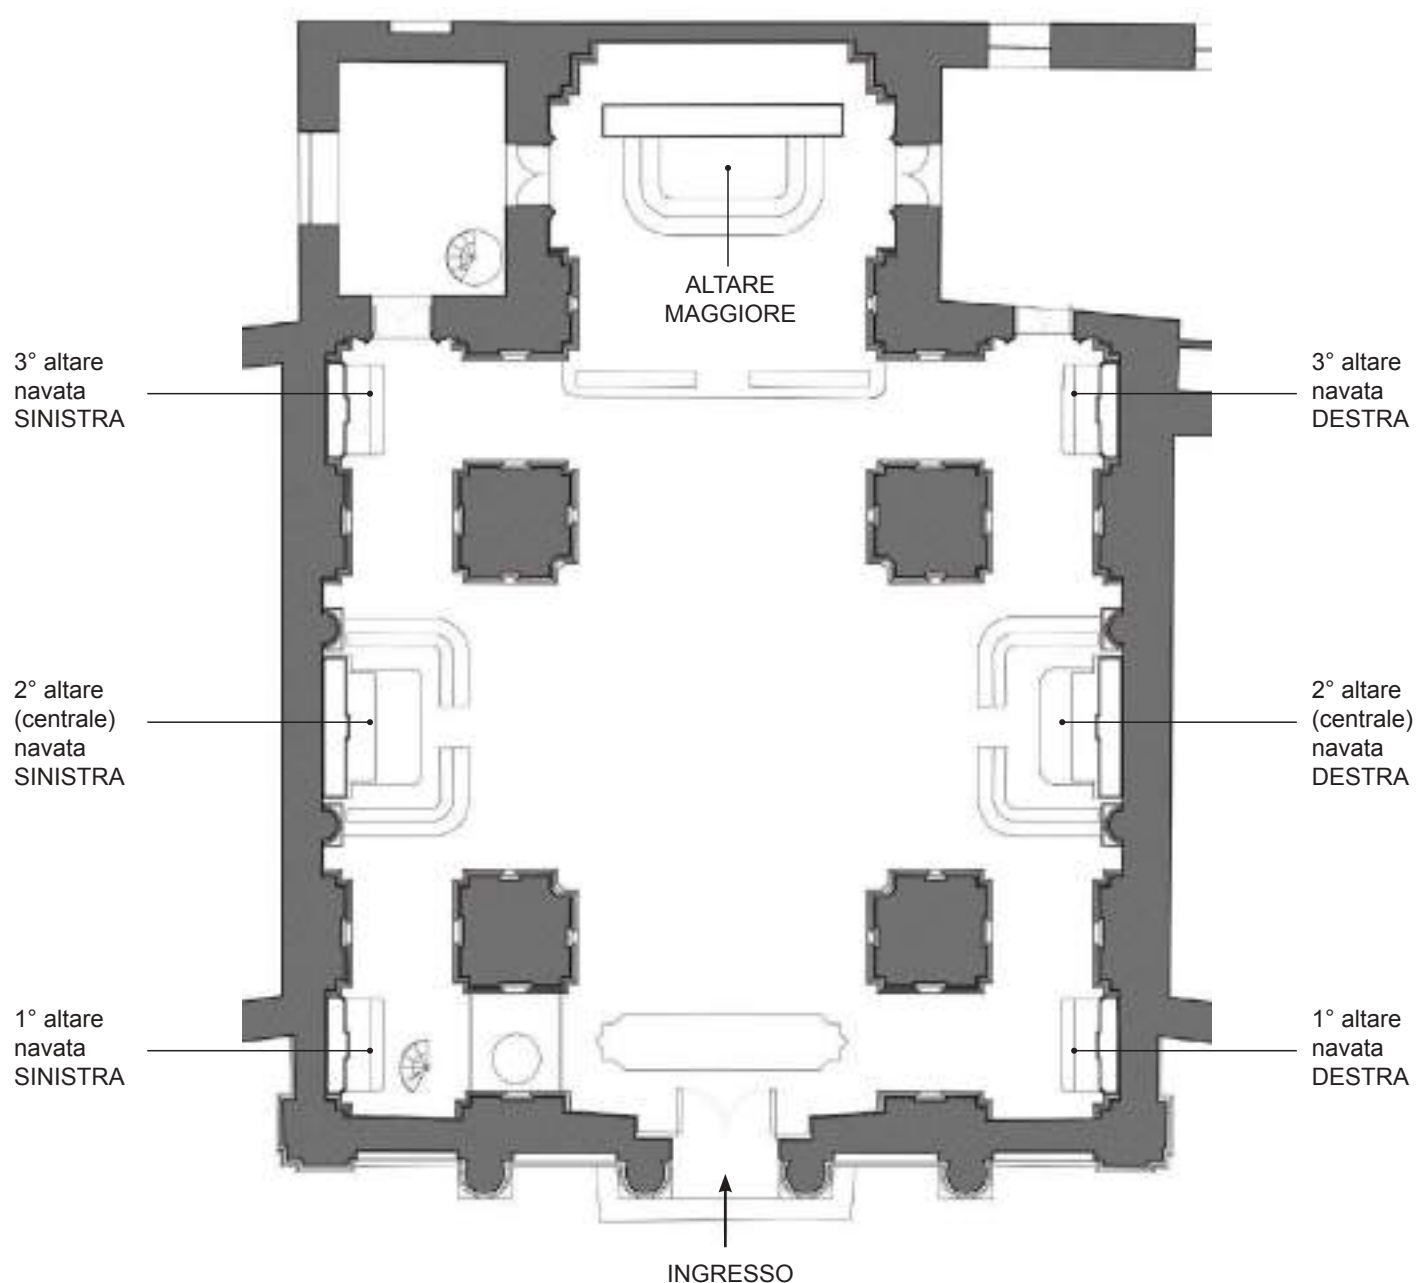 ALTARE
MAGGIORE
3° altare
navata
SINISTRA
3° altare
navata
DESTRA
2° altare
(centrale)
navata
SINISTRA
2° altare
(centrale)
navata
DESTRA
1° altare
navata
SINISTRA
1° altare
navata
DESTRA
INGRESSO